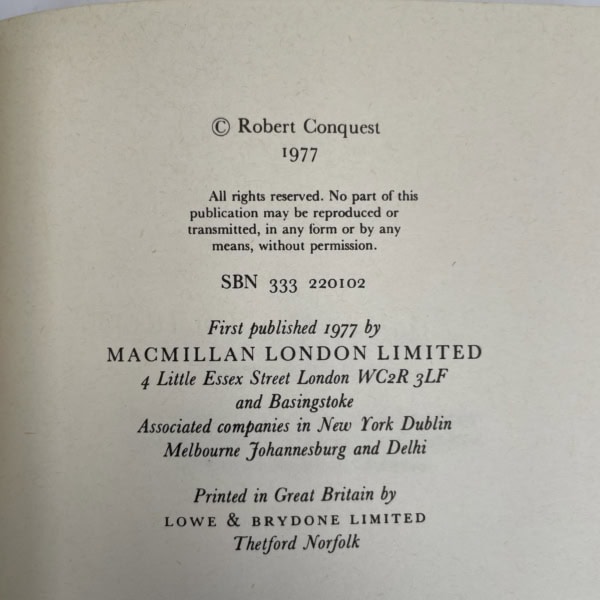 © Robert Conquest
1977
All rights reserved. No part of this
publication may be reproduced or
transmitted, in any form or by any
means, without permission.
SBN 333 220102
First published 1977 by
MACMILLAN LONDON LIMITED
4 Little Essex Street London WC2R 3LF
and Basingstoke
Associated companies in New York Dublin
Melbourne Johannesburg and Delhi
Printed in Great Britain by
LOWE & BRYDONE LIMITED
Thetford Norfolk